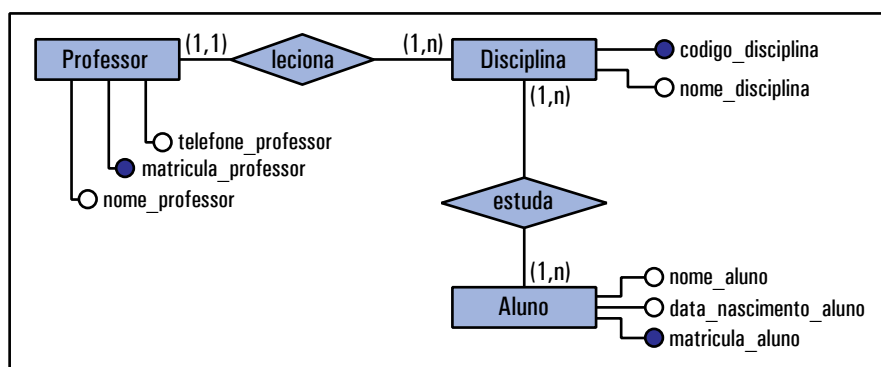 Professor
(1,1)
leciona
(1,n)
Disciplina
codigo_disciplina
nome_disciplina
(1,n)
telefone_professor
matricula_professor
nome_professor
estuda
(1,n)
Aluno
nome_aluno
data_nascimento_aluno
matricula_aluno